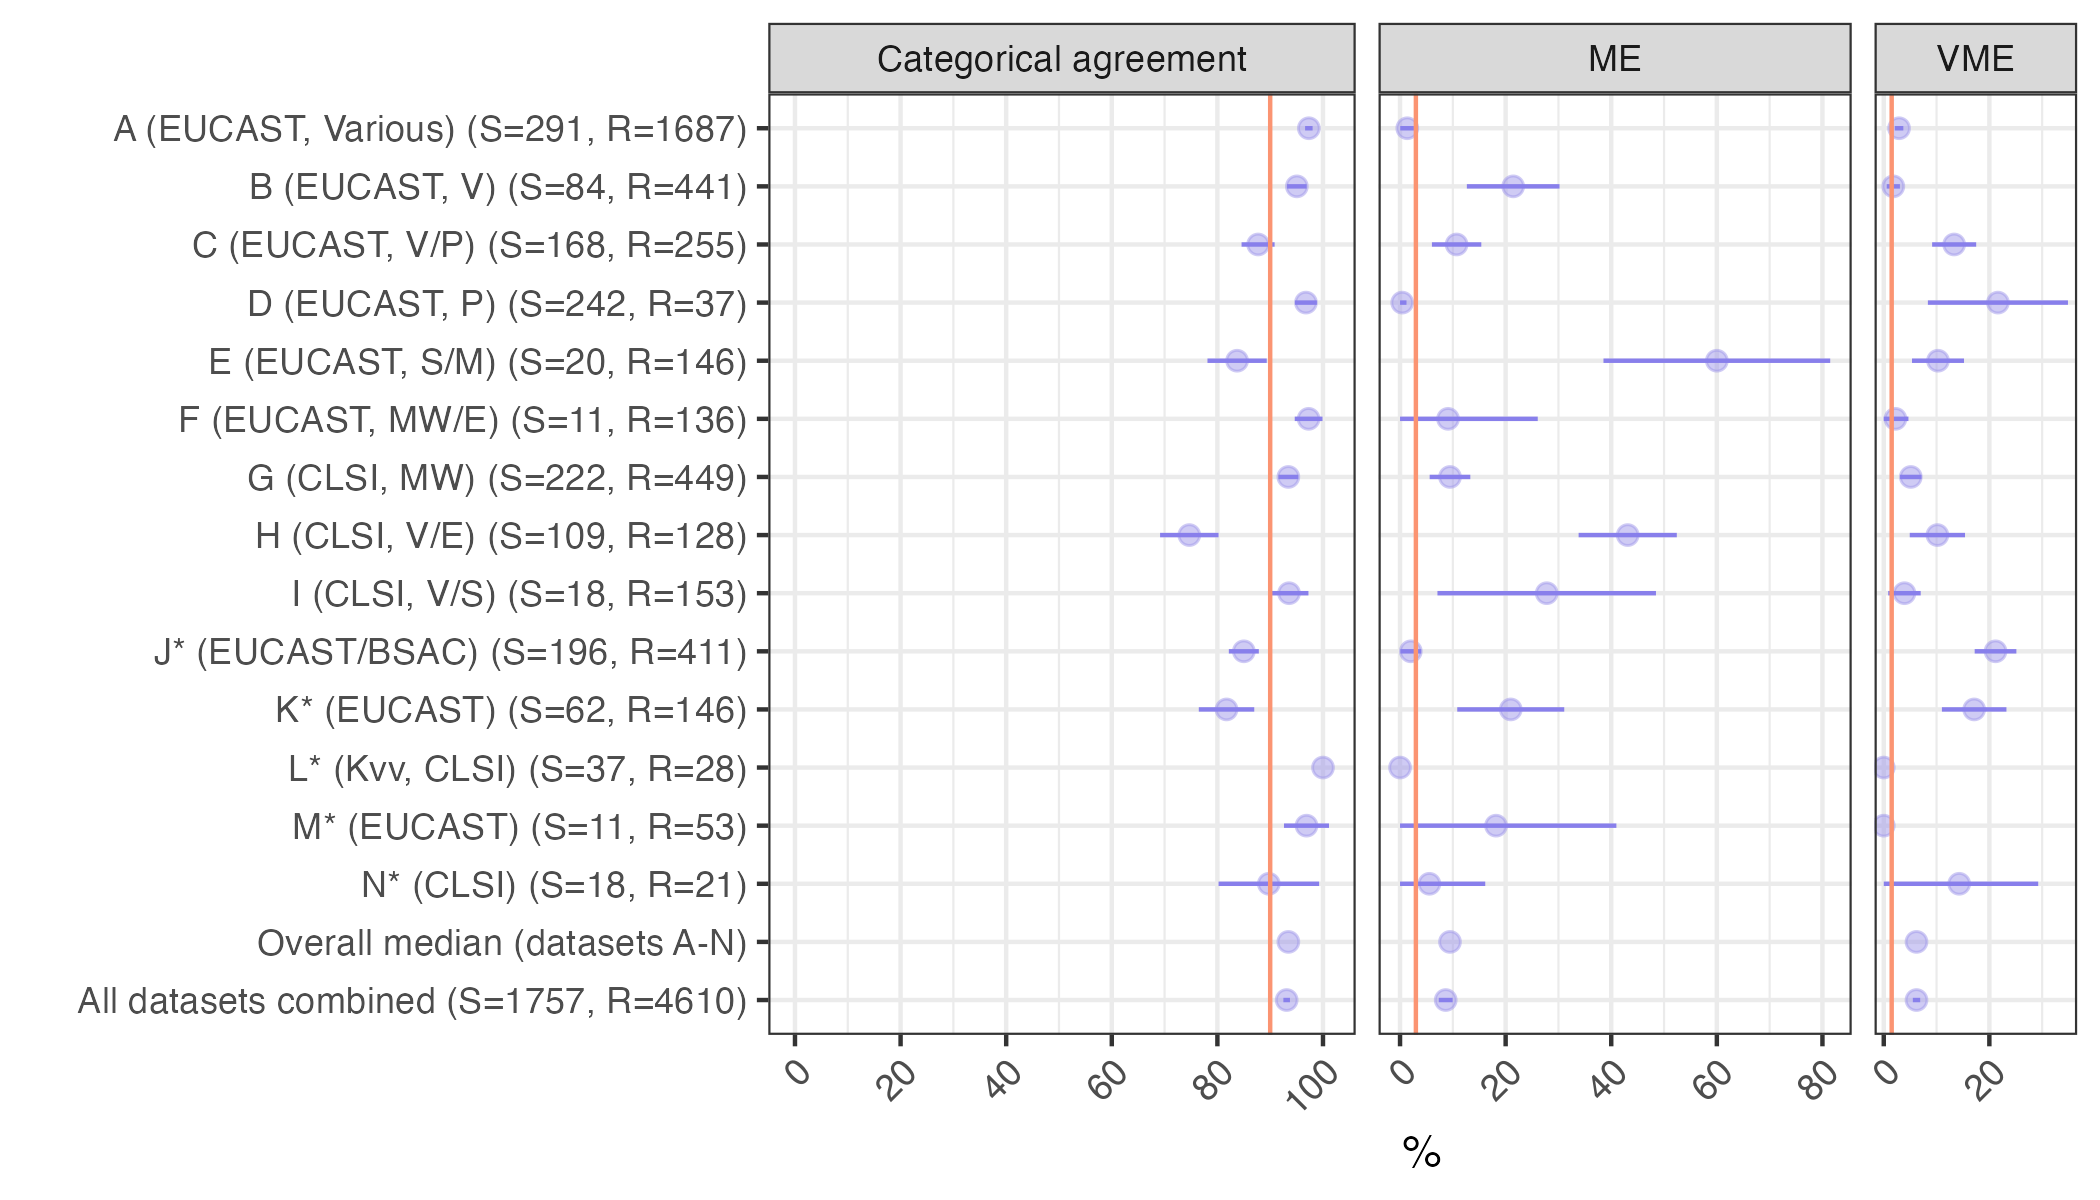 Categorical agreement ME VME
A (EUCAST, Various) (S=291, R=1687)
B (EUCAST, V) (S=84, R=441)
C (EUCAST, V/P) (S=168, R=255)
D (EUCAST, P) (S=242, R=37)
E (EUCAST, S/M) (S=20, R=146)
F (EUCAST, MW/E) (S=11, R=136)
G (CLSI, MW) (S=222, R=449)
H (CLSI, V/E) (S=109, R=128)
I (CLSI, V/S) (S=18, R=153)
J* (EUCAST/BSAC) (S=196, R=411)
K* (EUCAST) (S=62, R=146)
L* (Kvv, CLSI) (S=37, R=28)
M* (EUCAST) (S=11, R=53)
N* (CLSI) (S=18, R=21)
Overall median (datasets A-N)
All datasets combined (S=1757, R=4610)
0 20 40 60 80 100 0 20 40 60 80 0 20
%